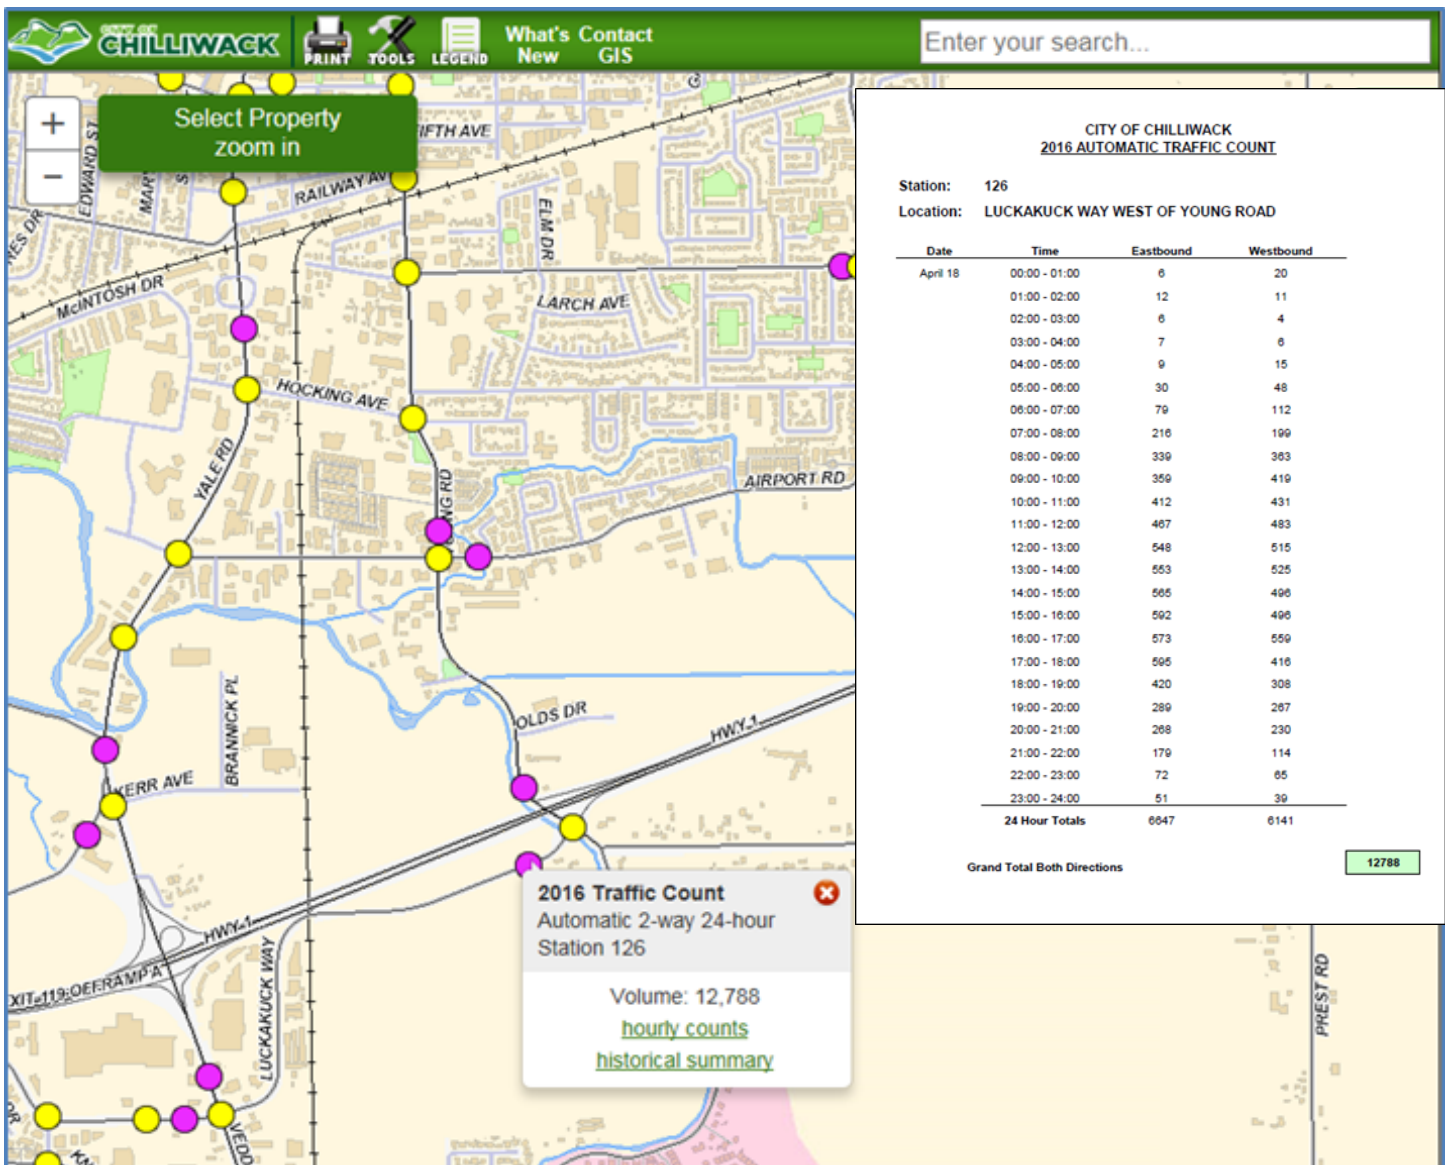 CITY OF
CHILLIWACK
PRINT
TOOLS
LEGEND
What's New
Contact GIS
Enter your search...
+
−
Select Property
zoom in
FIFTH AVE
EDWARD ST
RAILWAY AV
ELM DR
McINTOSH DR
LARCH AVE
HOCKING AVE
YALE RD
NG RD
AIRPORT RD
BRANNICK PL
OLDS DR
HWY 1
KERR AVE
HWY 1
EXIT-119-OFFRAMP A
LUCKAKUCK WAY
PREST RD
VEDD
KN
2016 Traffic Count
Automatic 2-way 24-hour
Station 126
Volume: 12,788
hourly counts
historical summary
CITY OF CHILLIWACK
2016 AUTOMATIC TRAFFIC COUNT
Station: 126
Location: LUCKAKUCK WAY WEST OF YOUNG ROAD
Date Time Eastbound Westbound
April 18 00:00 - 01:00 6 20
01:00 - 02:00 12 11
02:00 - 03:00 6 4
03:00 - 04:00 7 6
04:00 - 05:00 9 15
05:00 - 06:00 30 48
06:00 - 07:00 79 112
07:00 - 08:00 216 199
08:00 - 09:00 339 363
09:00 - 10:00 359 419
10:00 - 11:00 412 431
11:00 - 12:00 467 483
12:00 - 13:00 548 515
13:00 - 14:00 553 525
14:00 - 15:00 565 496
15:00 - 16:00 592 496
16:00 - 17:00 573 559
17:00 - 18:00 595 416
18:00 - 19:00 420 308
19:00 - 20:00 289 267
20:00 - 21:00 268 230
21:00 - 22:00 179 114
22:00 - 23:00 72 65
23:00 - 24:00 51 39
24 Hour Totals 6647 6141
Grand Total Both Directions 12788